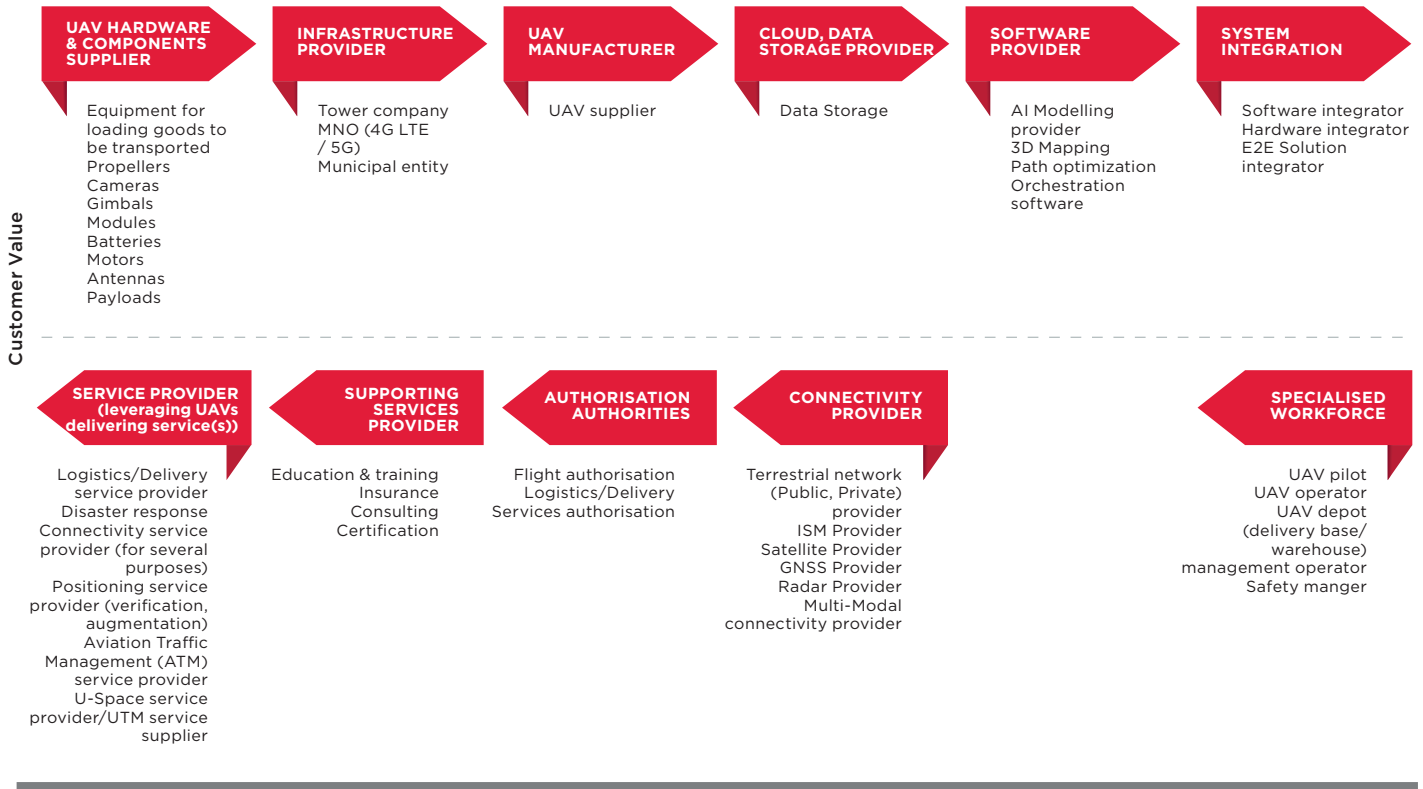 Customer Value
UAV HARDWARE
& COMPONENTS
SUPPLIER
Equipment for
loading goods to
be transported
Propellers
Cameras
Gimbals
Modules
Batteries
Motors
Antennas
Payloads
INFRASTRUCTURE
PROVIDER
Tower company
MNO (4G LTE
/ 5G)
Municipal entity
UAV
MANUFACTURER
UAV supplier
CLOUD, DATA
STORAGE PROVIDER
Data Storage
SOFTWARE
PROVIDER
AI Modelling
provider
3D Mapping
Path optimization
Orchestration
software
SYSTEM
INTEGRATION
Software integrator
Hardware integrator
E2E Solution
integrator
SERVICE PROVIDER
(leveraging UAVs
delivering service(s))
Logistics/Delivery
service provider
Disaster response
Connectivity service
provider (for several
purposes)
Positioning service
provider (verification,
augmentation)
Aviation Traffic
Management (ATM)
service provider
U-Space service
provider/UTM service
supplier
SUPPORTING
SERVICES
PROVIDER
Education & training
Insurance
Consulting
Certification
AUTHORISATION
AUTHORITIES
Flight authorisation
Logistics/Delivery
Services authorisation
CONNECTIVITY
PROVIDER
Terrestrial network
(Public, Private)
provider
ISM Provider
Satellite Provider
GNSS Provider
Radar Provider
Multi-Modal
connectivity provider
SPECIALISED
WORKFORCE
UAV pilot
UAV operator
UAV depot
(delivery base/
warehouse)
management operator
Safety manger